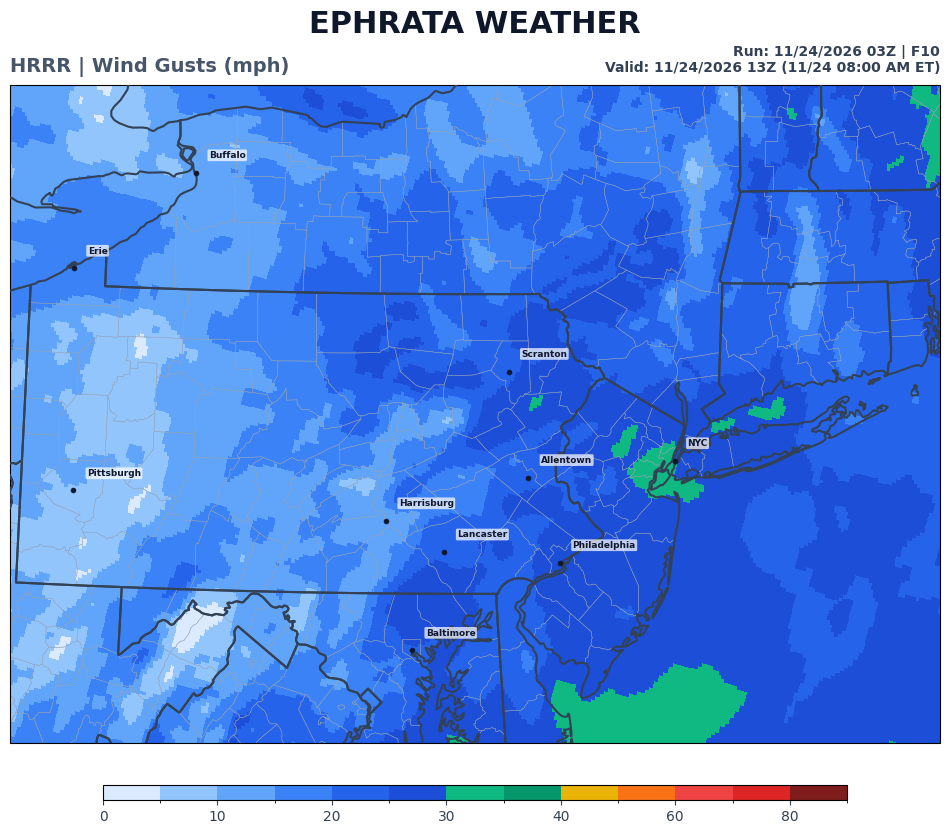 EPHRATA WEATHER
HRRR | Wind Gusts (mph)
Run: 11/24/2026 03Z | F10
Valid: 11/24/2026 13Z (11/24 08:00 AM ET)
Buffalo
Erie
Scranton
NYC
Allentown
Pittsburgh
Harrisburg
Lancaster
Philadelphia
Baltimore
0 10 20 30 40 50 60 70 80